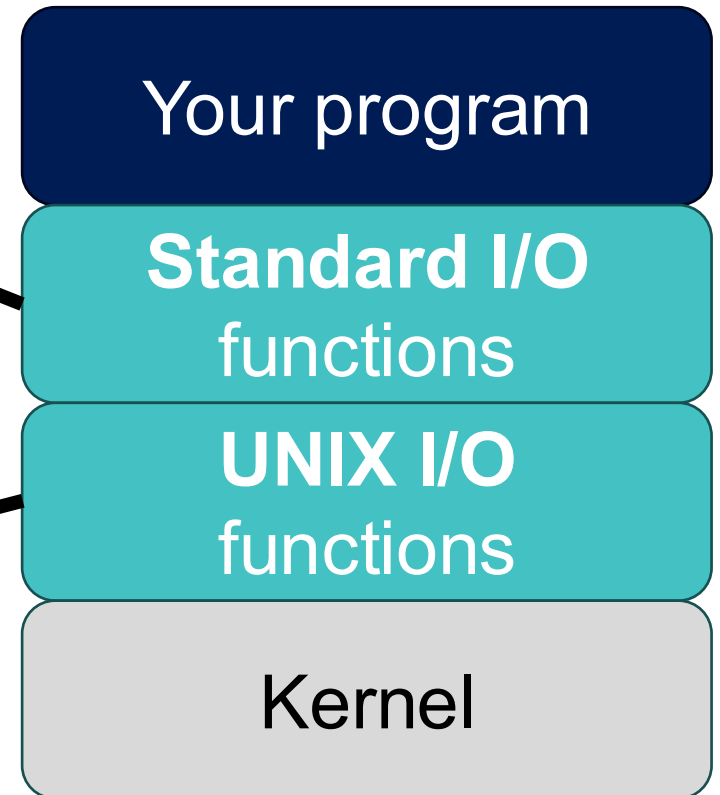 Your program
Standard I/O
functions
UNIX I/O
functions
Kernel